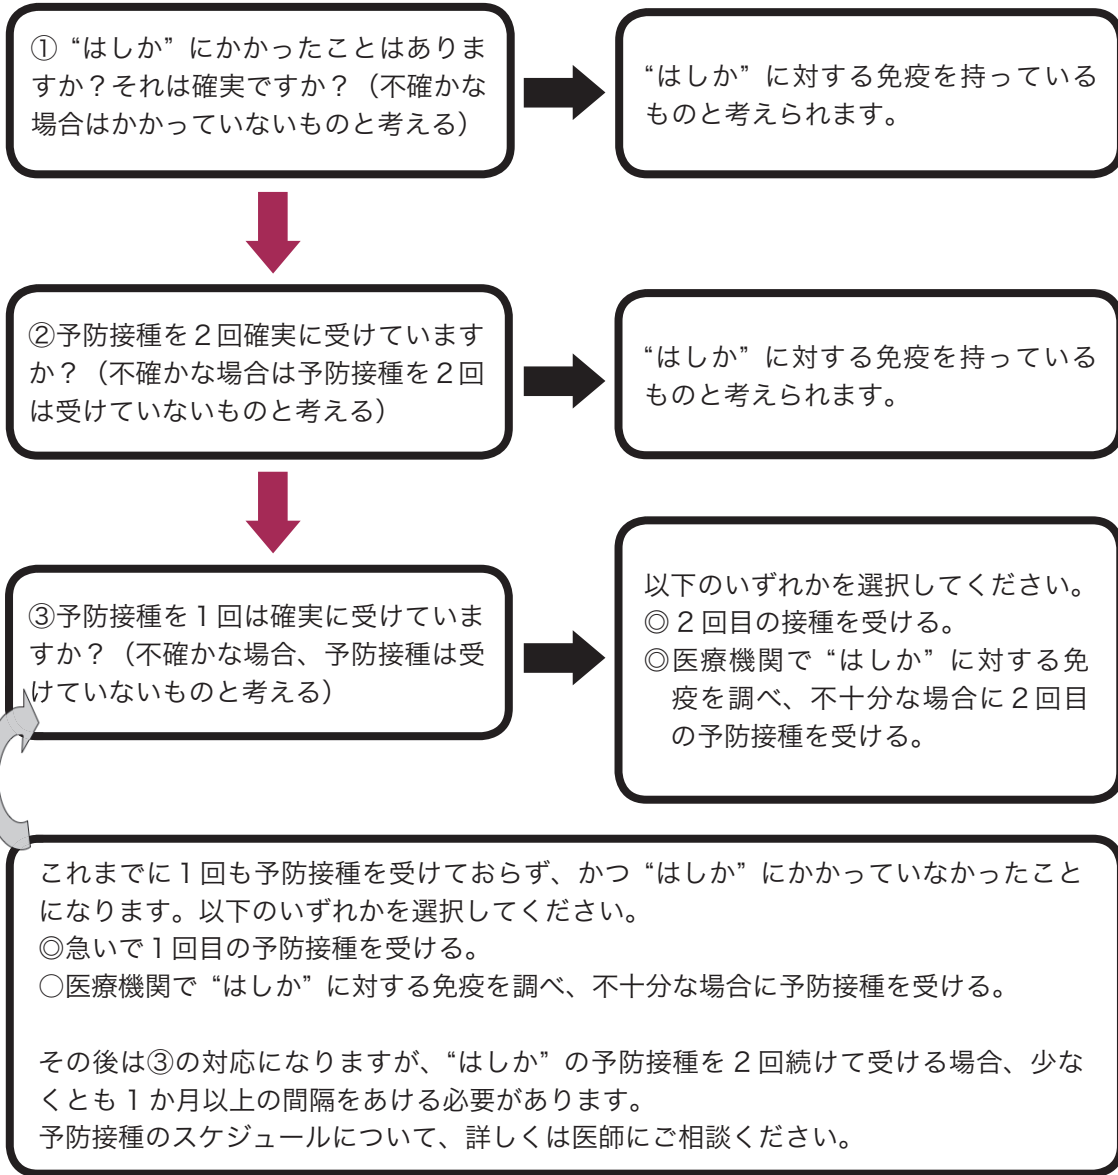 ① “はしか” にかかったことはありま
すか？それは確実ですか？（不確かな
場合はかかっていないものと考える）
“はしか” に対する免疫を持っている
ものと考えられます。
②予防接種を２回確実に受けています
か？（不確かな場合は予防接種を２回
は受けていないものと考える）
“はしか” に対する免疫を持っている
ものと考えられます。
③予防接種を１回は確実に受けていま
すか？（不確かな場合、予防接種は受
けていないものと考える）
以下のいずれかを選択してください。
◎２回目の接種を受ける。
◎医療機関で “はしか” に対する免
疫を調べ、不十分な場合に２回目
の予防接種を受ける。
これまでに１回も予防接種を受けておらず、かつ “はしか” にかかっていなかったこと
になります。以下のいずれかを選択してください。
◎急いで１回目の予防接種を受ける。
○医療機関で “はしか” に対する免疫を調べ、不十分な場合に予防接種を受ける。
その後は③の対応になりますが、“はしか” の予防接種を２回続けて受ける場合、少な
くとも１か月以上の間隔をあける必要があります。
予防接種のスケジュールについて、詳しくは医師にご相談ください。